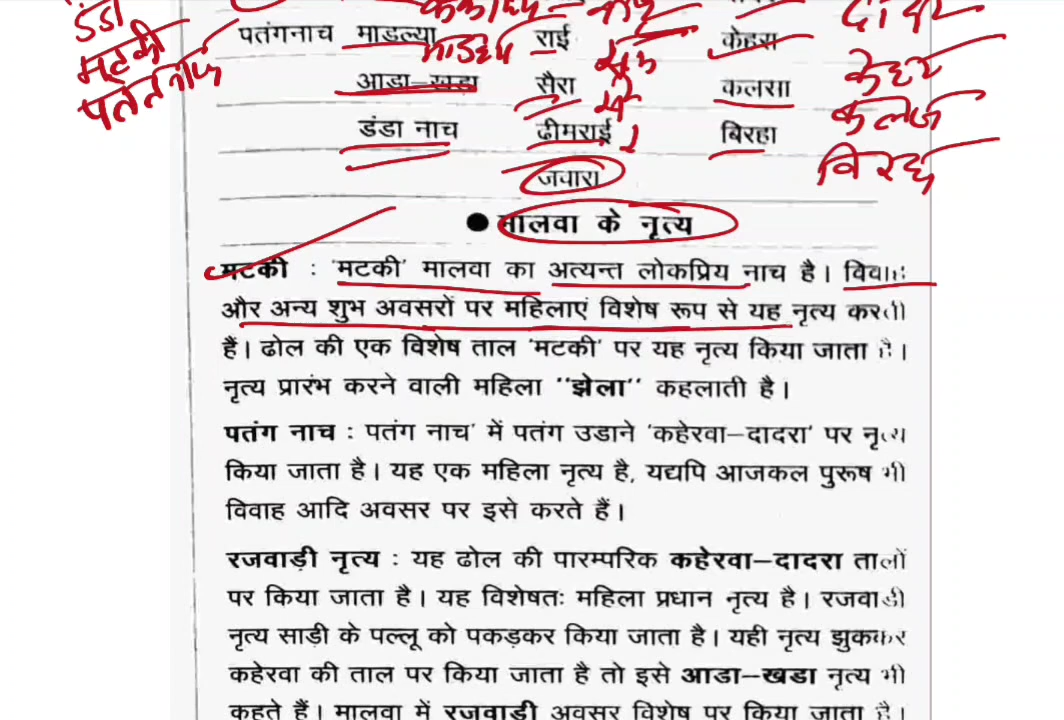 डंडा
मटकी
पतंगनाच माडल्या राई केहरा
आडा–खडा सैरा कलसा
डंडा नाच ढीमराई बिरहा
जवारा
● मालवा के नृत्य
मटकी : 'मटकी' मालवा का अत्यन्त लोकप्रिय नाच है। विवाह
और अन्य शुभ अवसरों पर महिलाएं विशेष रूप से यह नृत्य करती
हैं। ढोल की एक विशेष ताल 'मटकी' पर यह नृत्य किया जाता है।
नृत्य प्रारंभ करने वाली महिला "झेला" कहलाती है।
पतंग नाच : पतंग नाच' में पतंग उडाने 'कहेरवा–दादरा' पर नृत्य
किया जाता है। यह एक महिला नृत्य है, यद्यपि आजकल पुरूष भी
विवाह आदि अवसर पर इसे करते हैं।
रजवाड़ी नृत्य : यह ढोल की पारम्परिक कहेरवा–दादरा तालों
पर किया जाता है। यह विशेषतः महिला प्रधान नृत्य है। रजवाडी
नृत्य साड़ी के पल्लू को पकड़कर किया जाता है। यही नृत्य झुककर
कहेरवा की ताल पर किया जाता है तो इसे आडा–खडा नृत्य भी
कहते हैं। मालवा में रजवाड़ी अवसर विशेष पर किया जाता है।